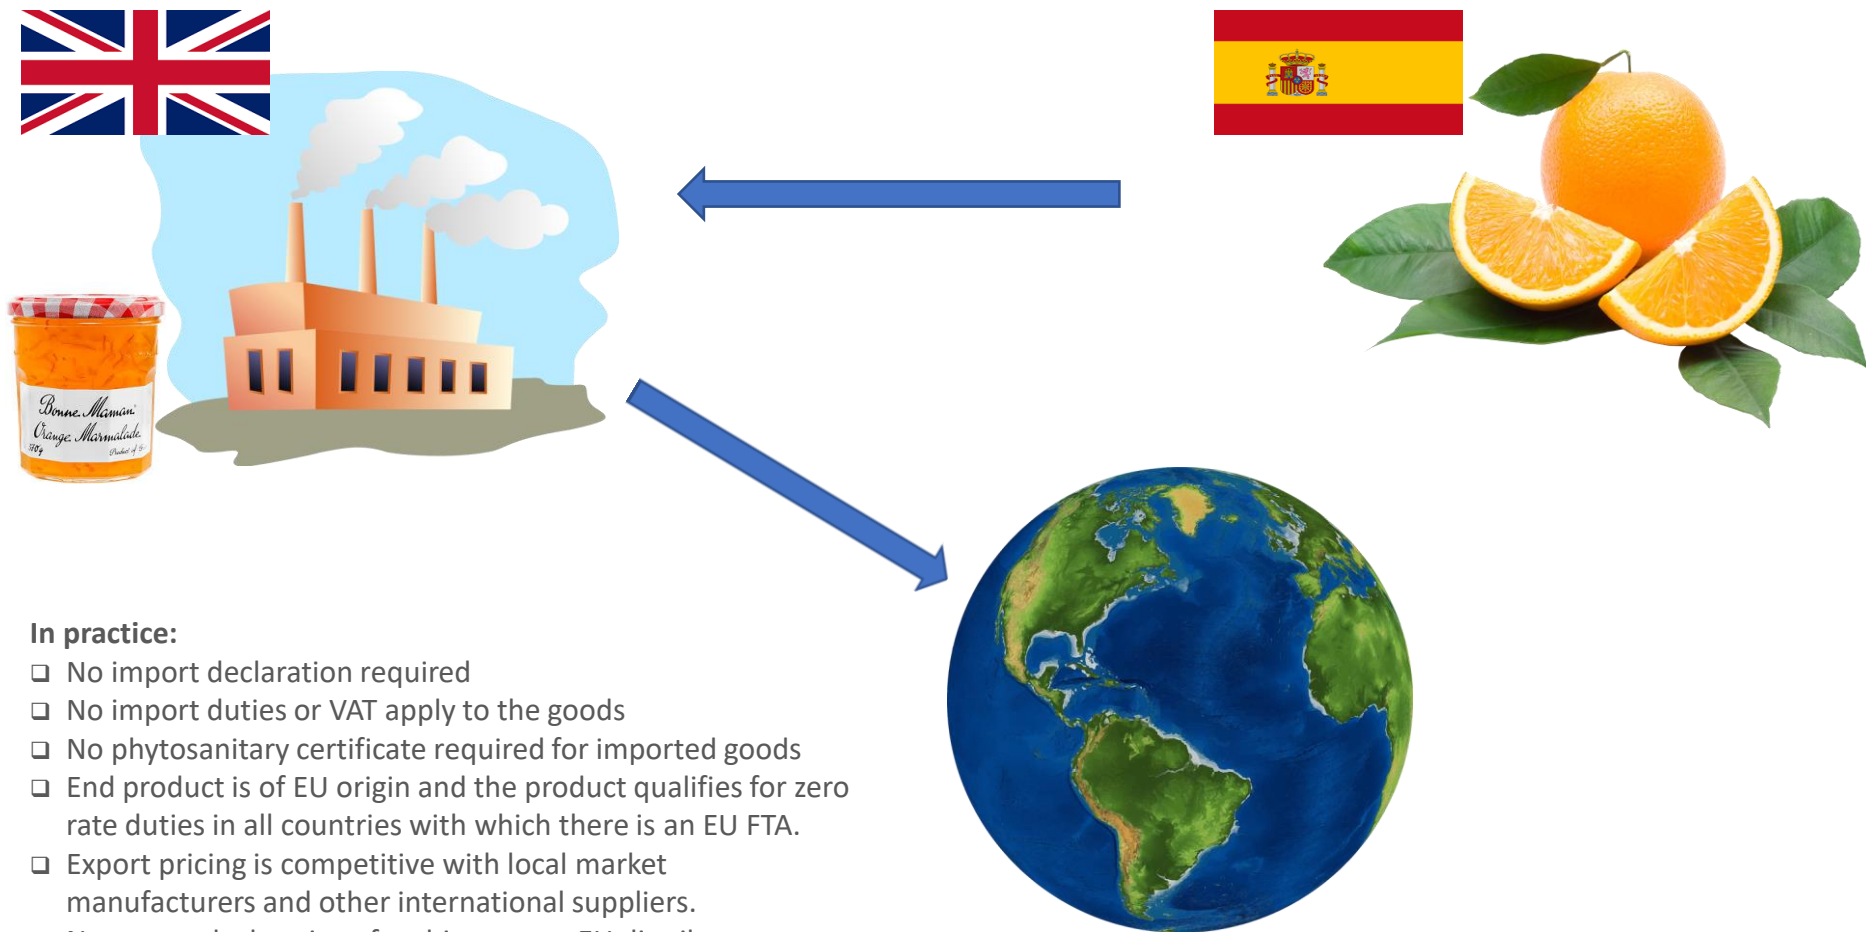 Bonne Maman
Orange Marmalade
370g
Product of
In practice:
❑ No import declaration required
❑ No import duties or VAT apply to the goods
❑ No phytosanitary certificate required for imported goods
❑ End product is of EU origin and the product qualifies for zero
rate duties in all countries with which there is an EU FTA.
❑ Export pricing is competitive with local market
manufacturers and other international suppliers.